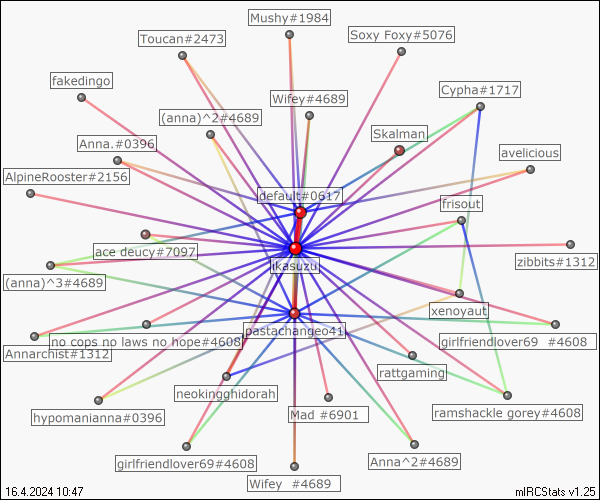 Mushy#1984
Toucan#2473
Soxy Foxy#5076
fakedingo
Cypha#1717
Wifey#4689
(anna)^2#4689
Skalman
Anna.#0396
avelicious
AlpineRooster#2156
default#0617
frisout
ace deucy#7097
zibbits#1312
ikasuzu
(anna)^3#4689
xenoyaut
pastachangeo41
no cops no laws no hope#4608
girlfriendlover69 #4608
Annarchist#1312
rattgaming
neokingghidorah
Mad #6901
ramshackle gorey#4608
hypomanianna#0396
girlfriendlover69#4608
Anna^2#4689
Wifey #4689
16.4.2024 10:47
mIRCStats v1.25